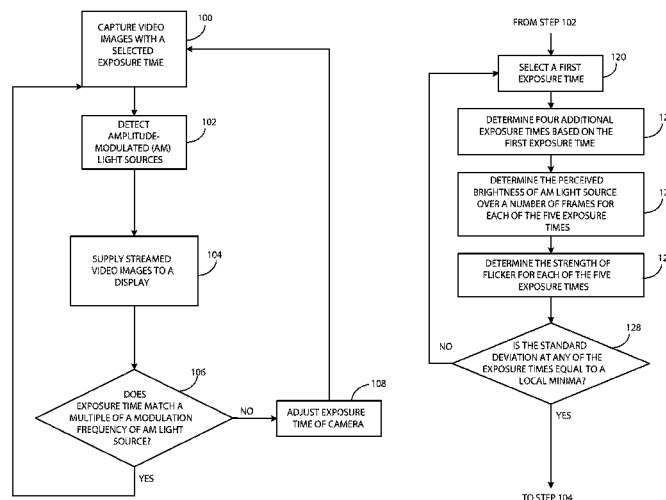 CAPTURE VIDEO
IMAGES WITH A
SELECTED
EXPOSURE TIME
100
DETECT
AMPLITUDE-
MODULATED (AM)
LIGHT SOURCES
102
SUPPLY STREAMED
VIDEO IMAGES TO A
DISPLAY
104
106
DOES
EXPOSURE TIME MATCH A
MULTIPLE OF A MODULATION
FREQUENCY OF AM LIGHT
SOURCE?
NO
YES
108
ADJUST EXPOSURE
TIME OF CAMERA
FROM STEP 102
SELECT A FIRST
EXPOSURE TIME
120
DETERMINE FOUR ADDITIONAL
EXPOSURE TIMES BASED ON THE
FIRST EXPOSURE TIME
DETERMINE THE PERCEIVED
BRIGHTNESS OF AM LIGHT SOURCE
OVER A NUMBER OF FRAMES FOR
EACH OF THE FIVE EXPOSURE
TIMES
DETERMINE THE STRENGTH OF
FLICKER FOR EACH OF THE FIVE
EXPOSURE TIMES
128
IS THE STANDARD
DEVIATION AT ANY OF THE
EXPOSURE TIMES EQUAL TO A
LOCAL MINIMA?
NO
YES
TO STEP 104